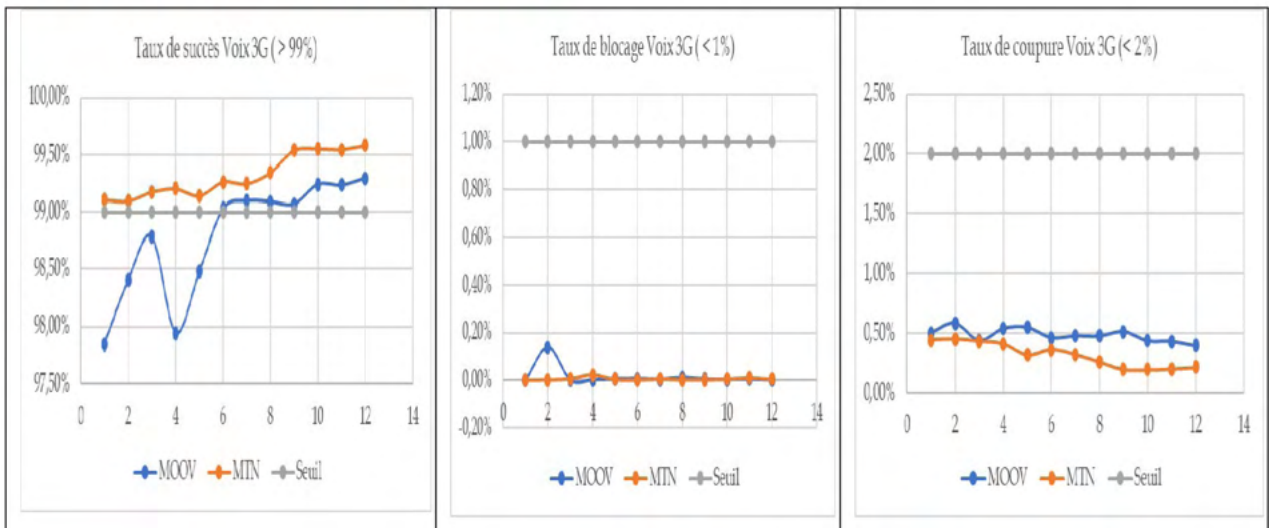 Taux de succès Voix 3G ( > 99%)
100,00%
99,50%
99,00%
98,50%
98,00%
97,50%
0 2 4 6 8 10 12 14
MOOV MTN Seuil
Taux de blocage Voix 3G ( < 1%)
1,20%
1,00%
0,80%
0,60%
0,40%
0,20%
0,00%
0 2 4 6 8 10 12 14
-0,20%
MOOV MTN Seuil
Taux de coupure Voix 3G (< 2%)
2,50%
2,00%
1,50%
1,00%
0,50%
0,00%
0 2 4 6 8 10 12 14
MOOV MTN Seuil